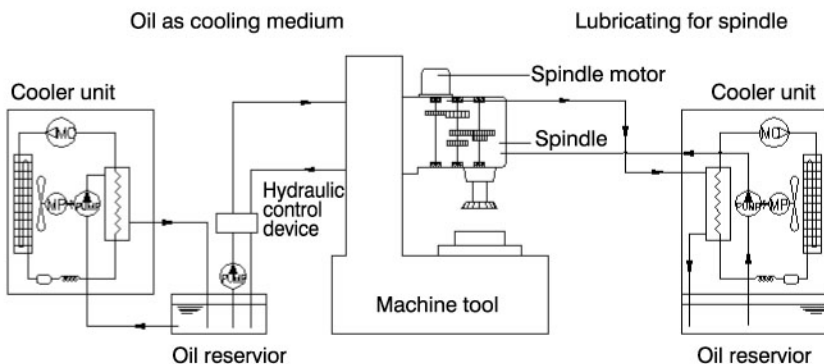 Oil as cooling medium
Lubricating for spindle
Cooler unit
Spindle motor
Cooler unit
Spindle
MC
MC
Hydraulic
control
device
MP
PUMP
PUMP
MP
PUMP
Machine tool
Oil reservior
Oil reservior